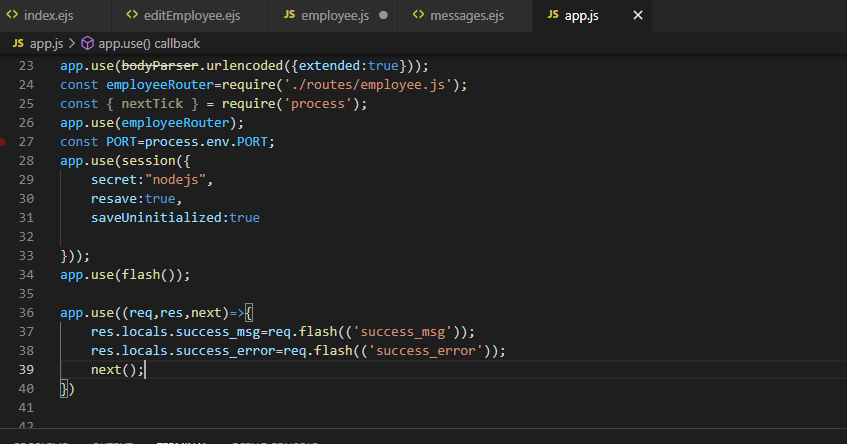 index.ejs editEmployee.ejs JS employee.js messages.ejs JS app.js
JS app.js > app.use() callback
23 app.use(bodyParser.urlencoded({extended:true}));
24 const employeeRouter=require('./routes/employee.js');
25 const { nextTick } = require('process');
26 app.use(employeeRouter);
27 const PORT=process.env.PORT;
28 app.use(session({
29 secret:"nodejs",
30 resave:true,
31 saveUninitialized:true
32
33 }));
34 app.use(flash());
35
36 app.use((req,res,next)=>{
37 res.locals.success_msg=req.flash(('success_msg'));
38 res.locals.success_error=req.flash(('success_error'));
39 next();
40 })
41
42